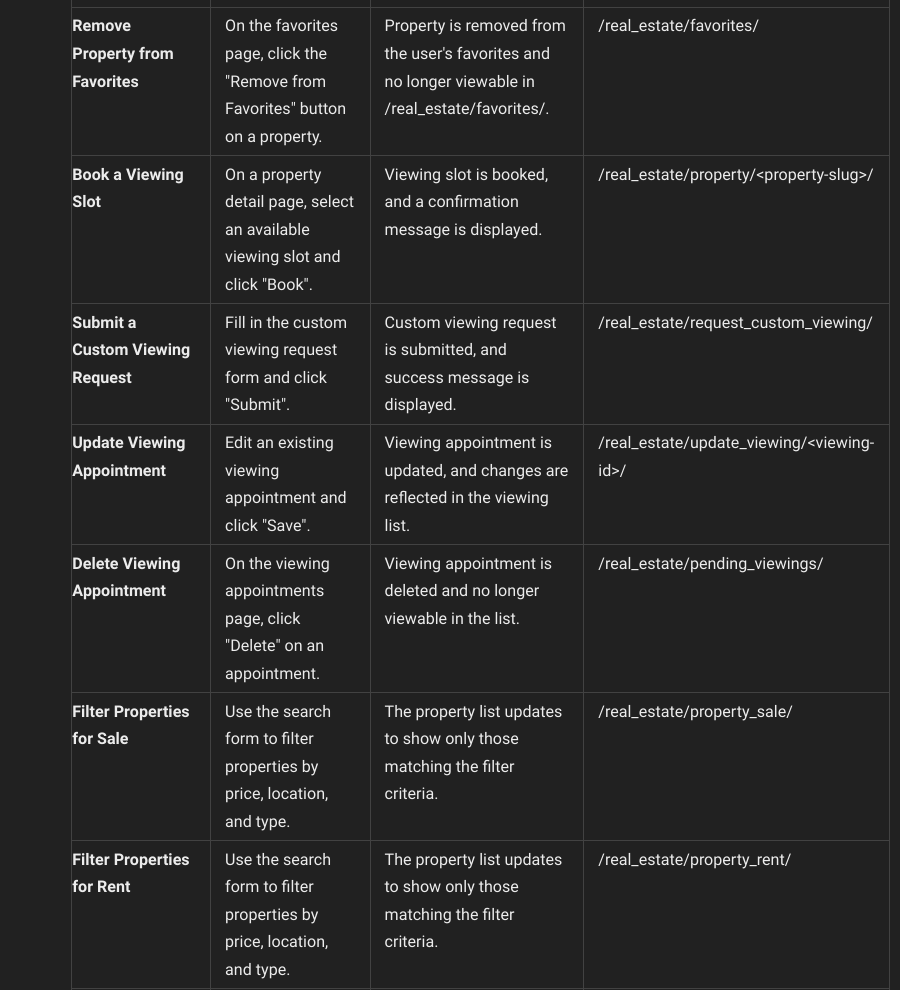 Remove
Property from
Favorites
On the favorites
page, click the
"Remove from
Favorites" button
on a property.
Property is removed from
the user's favorites and
no longer viewable in
/real_estate/favorites/.
/real_estate/favorites/
Book a Viewing
Slot
On a property
detail page, select
an available
viewing slot and
click "Book".
Viewing slot is booked,
and a confirmation
message is displayed.
/real_estate/property/<property-slug>/
Submit a
Custom Viewing
Request
Fill in the custom
viewing request
form and click
"Submit".
Custom viewing request
is submitted, and
success message is
displayed.
/real_estate/request_custom_viewing/
Update Viewing
Appointment
Edit an existing
viewing
appointment and
click "Save".
Viewing appointment is
updated, and changes are
reflected in the viewing
list.
/real_estate/update_viewing/<viewing-
id>/
Delete Viewing
Appointment
On the viewing
appointments
page, click
"Delete" on an
appointment.
Viewing appointment is
deleted and no longer
viewable in the list.
/real_estate/pending_viewings/
Filter Properties
for Sale
Use the search
form to filter
properties by
price, location,
and type.
The property list updates
to show only those
matching the filter
criteria.
/real_estate/property_sale/
Filter Properties
for Rent
Use the search
form to filter
properties by
price, location,
and type.
The property list updates
to show only those
matching the filter
criteria.
/real_estate/property_rent/